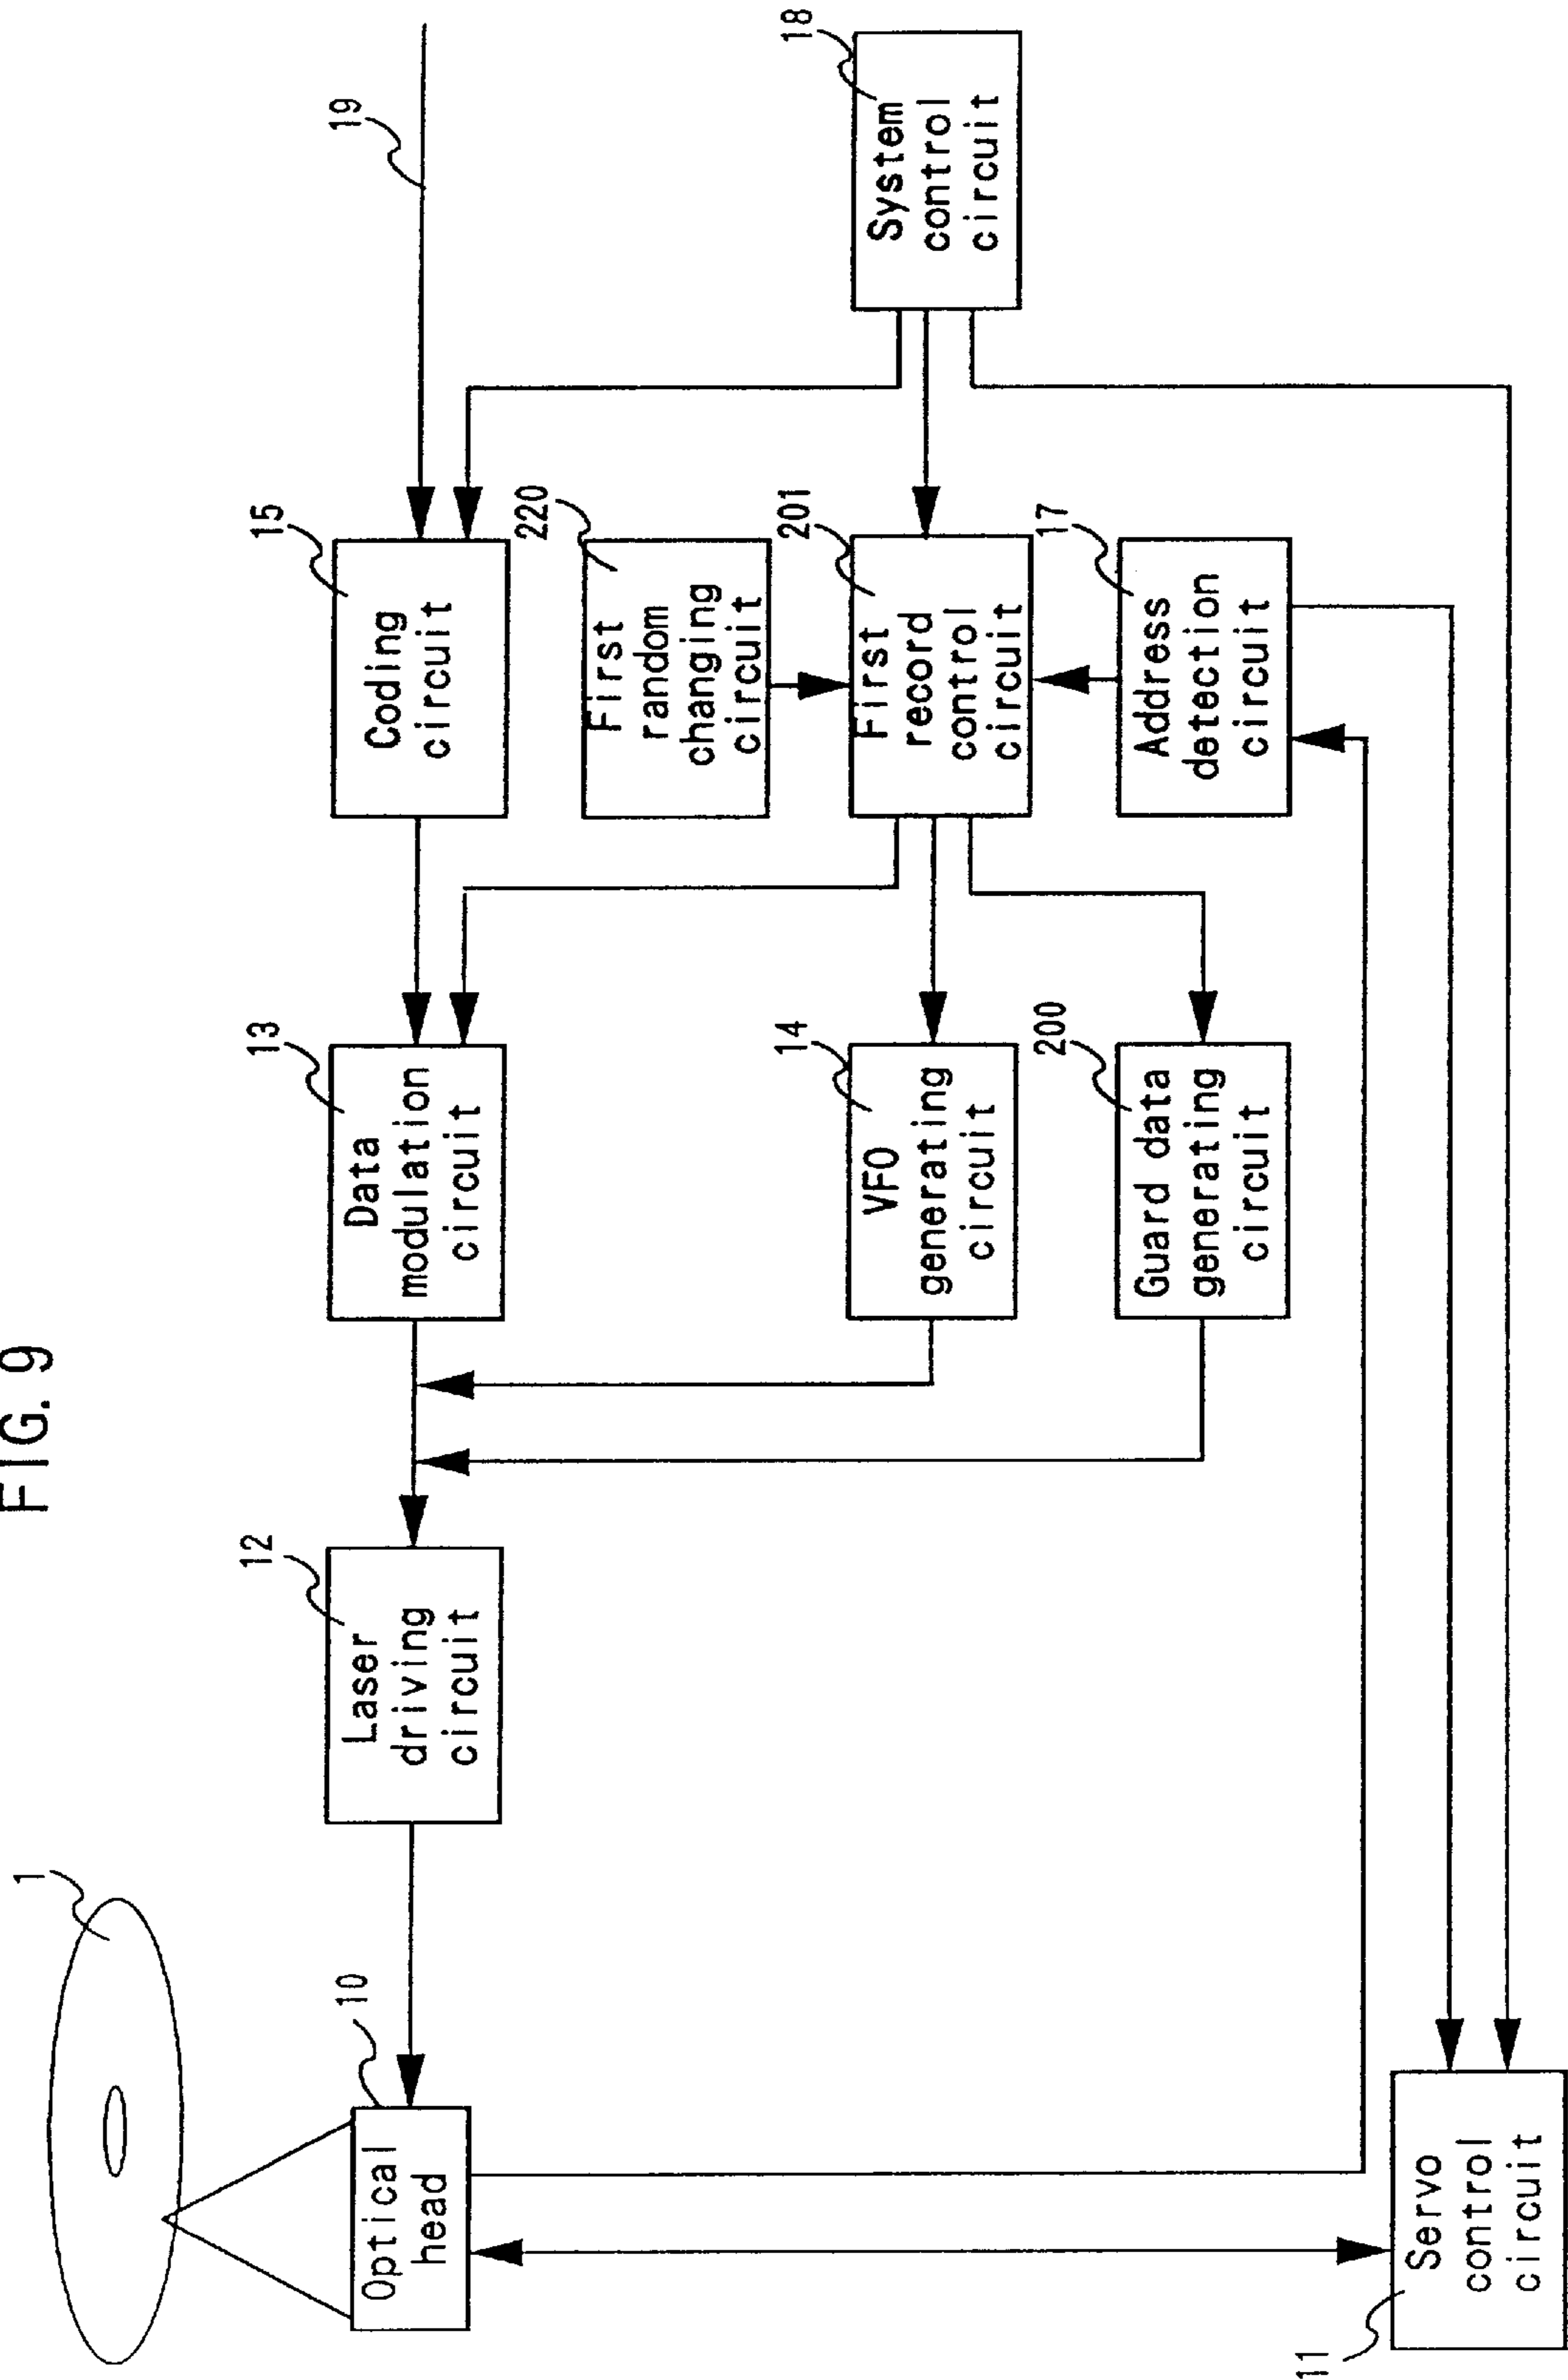 FIG. 9
1
10
Optical
head
12
Laser
driving
circuit
13
Data
modulation
circuit
15
Coding
circuit
19
220
First
random
changing
circuit
14
VFO
generating
circuit
201
First
record
control
circuit
18
System
control
circuit
200
Guard data
generating
circuit
17
Address
detection
circuit
11
Servo
control
circuit